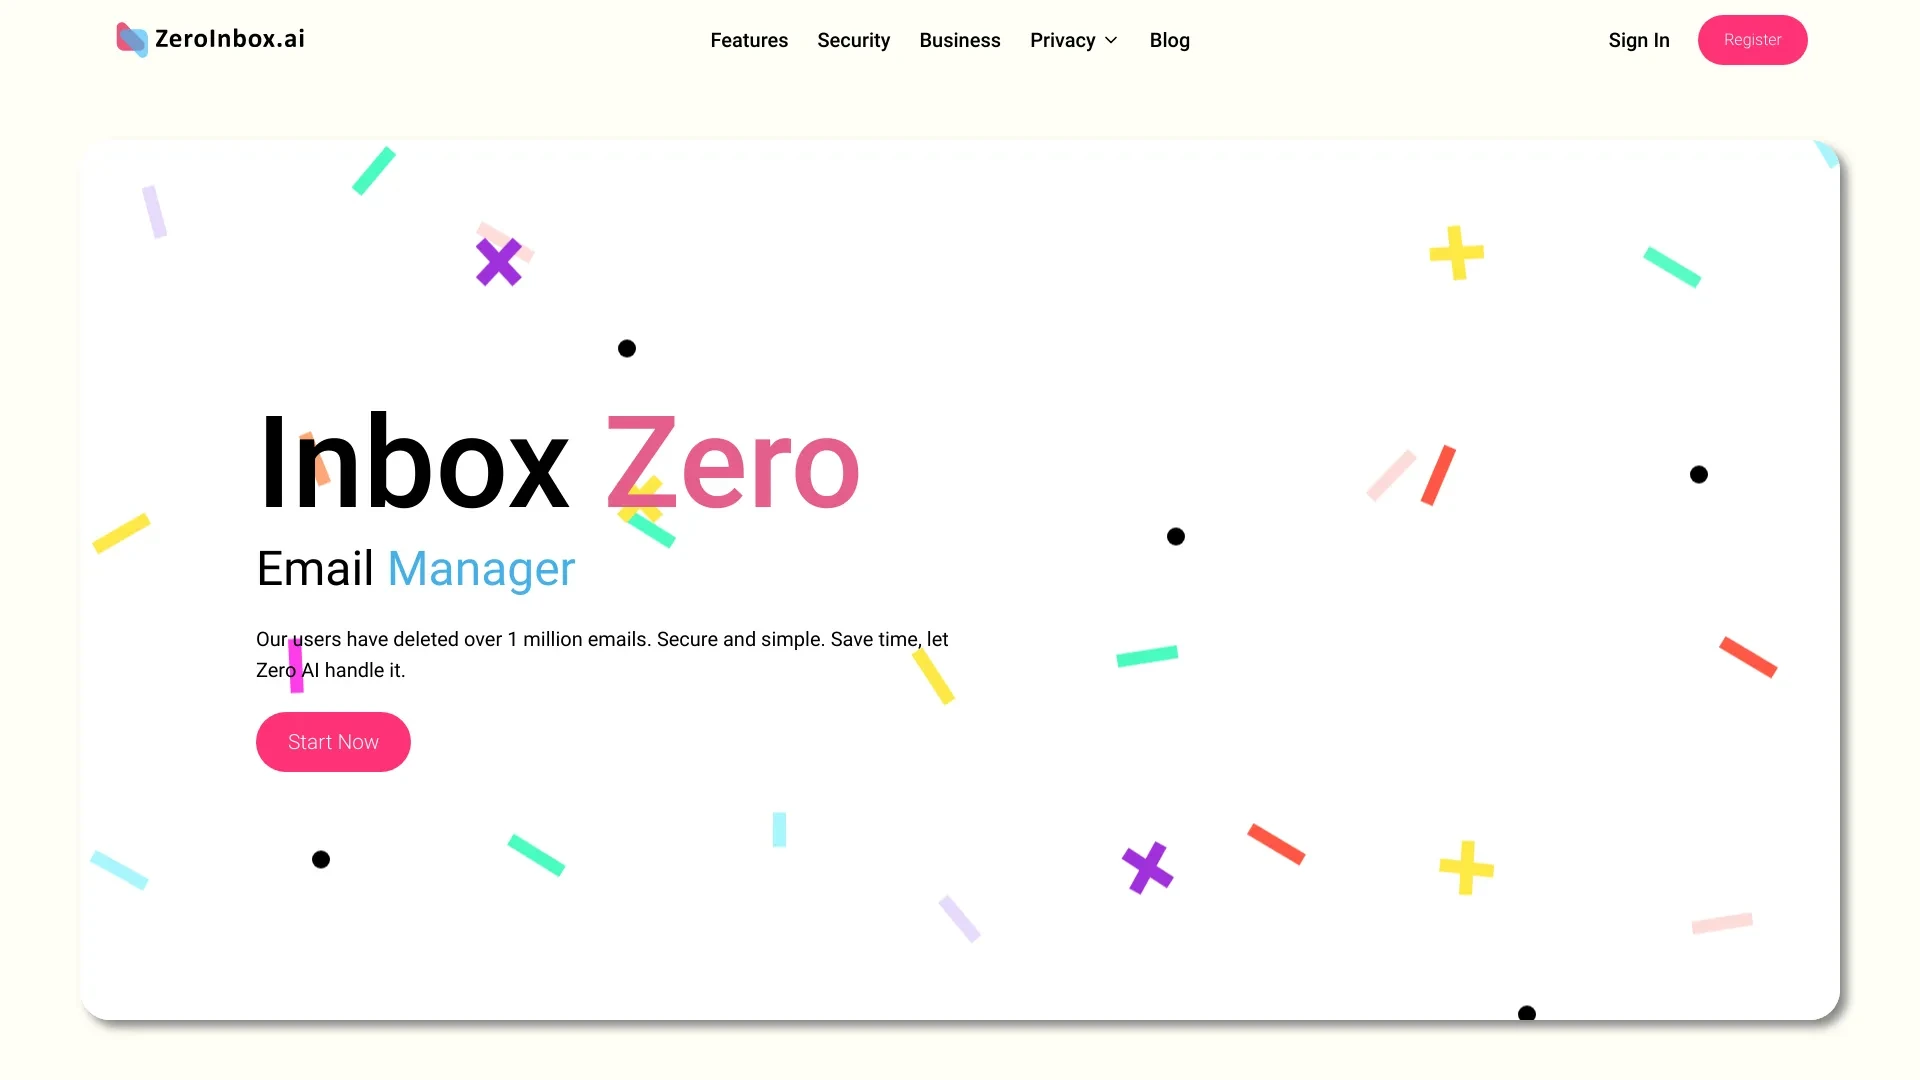 ZeroInbox.ai
Features
Security
Business
Privacy
Blog
Sign In
Register
Inbox Zero
Email Manager
Our users have deleted over 1 million emails. Secure and simple. Save time, let
Zero AI handle it.
Start Now